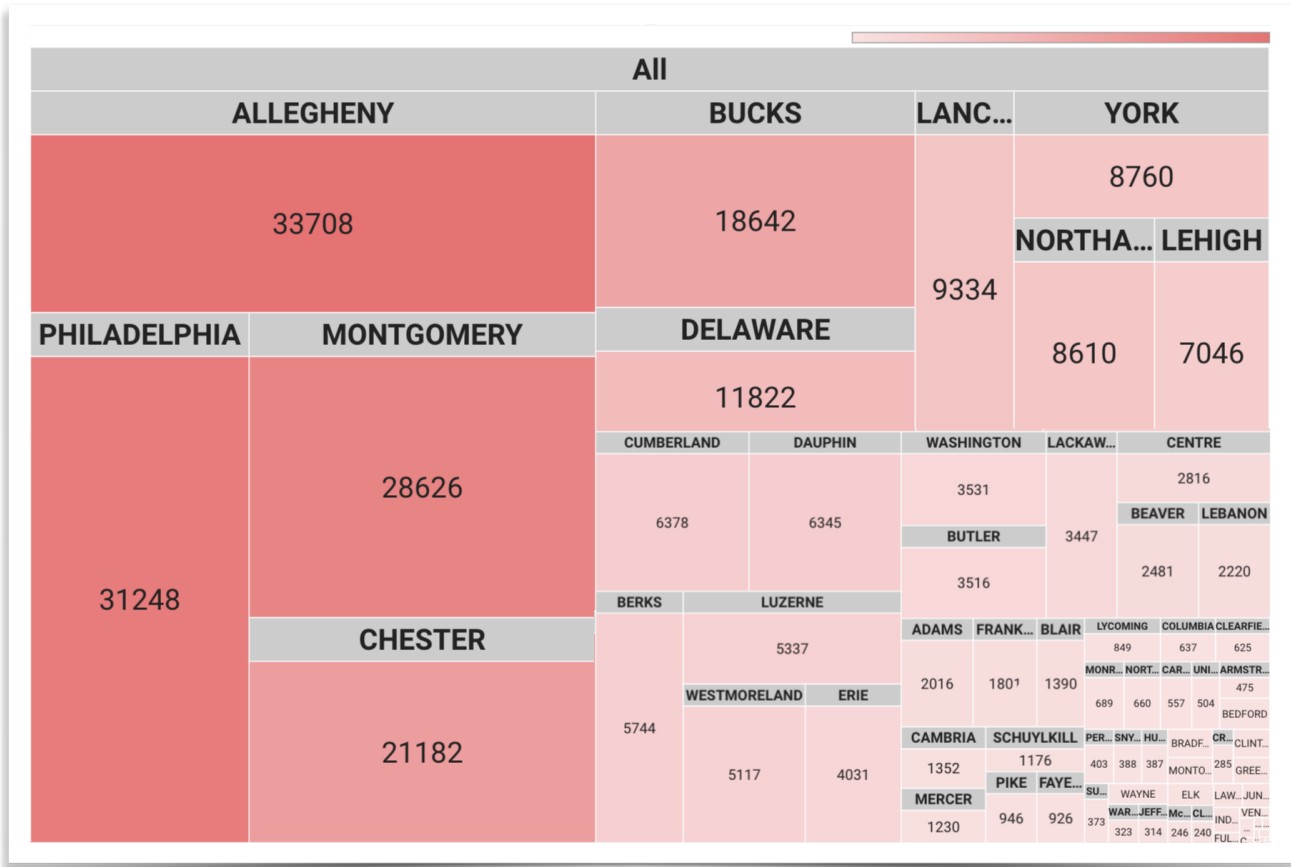 All
ALLEGHENY
33708
BUCKS
18642
LANC...
9334
YORK
8760
NORTHA...
8610
LEHIGH
7046
PHILADELPHIA
31248
MONTGOMERY
28626
DELAWARE
11822
CHESTER
21182
CUMBERLAND
6378
DAUPHIN
6345
WASHINGTON
3531
LACKAW...
3447
CENTRE
2816
BUTLER
3516
BEAVER
2481
LEBANON
2220
BERKS
5744
LUZERNE
5337
WESTMORELAND
5117
ERIE
4031
ADAMS
2016
FRANK...
1801
BLAIR
1390
LYCOMING
849
COLUMBIA
637
CLEARFIE...
625
MONR...
689
NORT...
660
CAR...
557
UNI...
504
ARMSTR...
475
BEDFORD
CAMBRIA
1352
SCHUYLKILL
1176
MERCER
1230
PIKE
946
FAYE...
926
PER...
403
SNY...
388
HU...
387
BRADF...
MONTO...
CR...
285
CLINT...
GREE...
SU...
373
WAYNE
ELK
LAW...
JUN...
WAR...
323
JEFF...
314
Mc...
246
CL...
240
IND...
VEN...
FUL...
C...